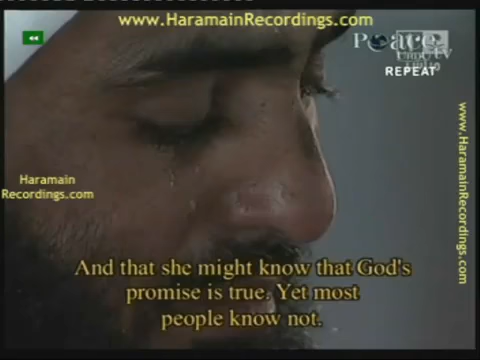 www.HaramainRecordings.com
Peace
tv
REPEAT
Haramain
Recordings.com
www.HaramainRecordings.com
And that she might know that God's
promise is true. Yet most
people know not.